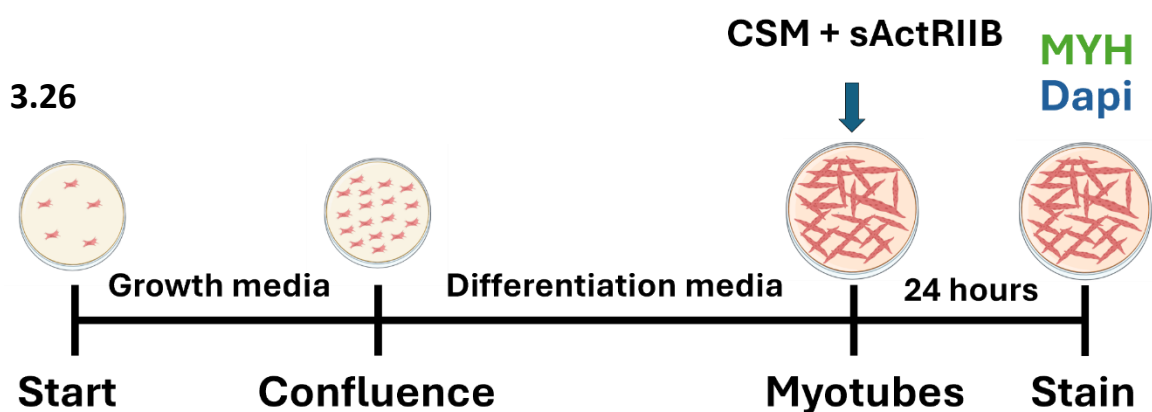 CSM + sActRIIB
MYH
Dapi
3.26
Growth media
Differentiation media
24 hours
Start
Confluence
Myotubes
Stain